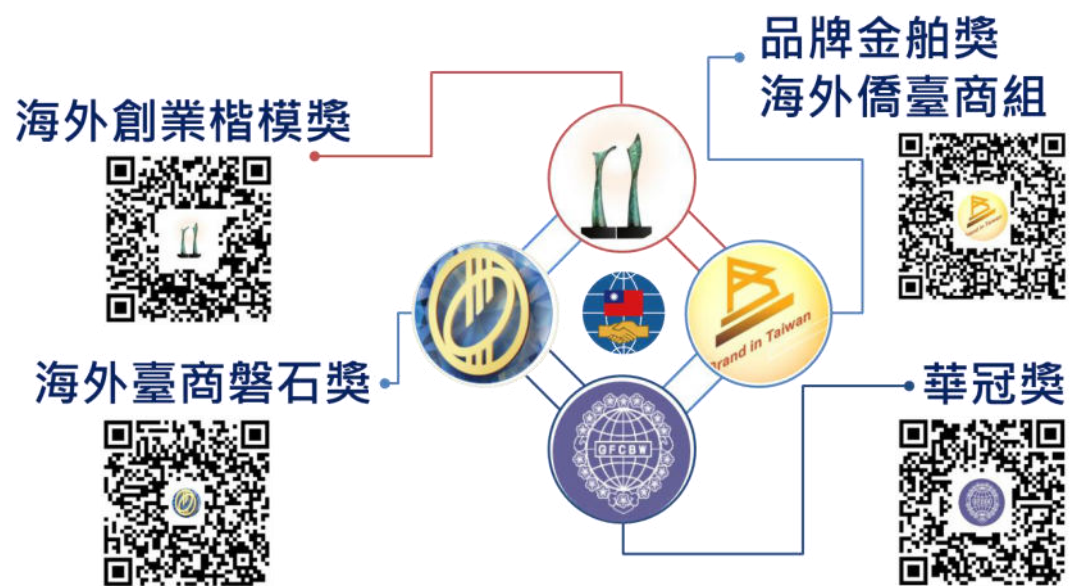 海外創業楷模獎
品牌金舶獎
海外僑臺商組
Brand in Taiwan
海外臺商磐石獎
華冠獎
GFCBW